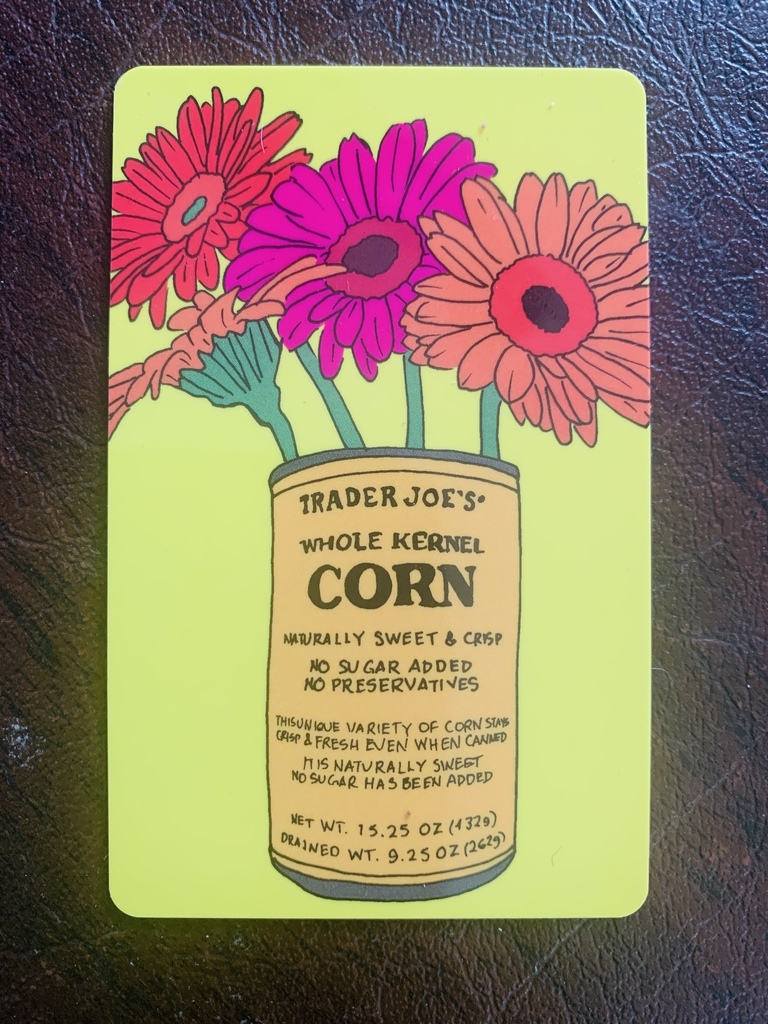 TRADER JOE'S
WHOLE KERNEL
CORN
NATURALLY SWEET & CRISP
NO SUGAR ADDED
NO PRESERVATIVES
THIS UNIQUE VARIETY OF CORN STAYS
CRISP & FRESH EVEN WHEN CANNED
IT IS NATURALLY SWEET
NO SUGAR HAS BEEN ADDED
NET WT. 15.25 OZ (432g)
DRAINED WT. 9.25 OZ (262g)